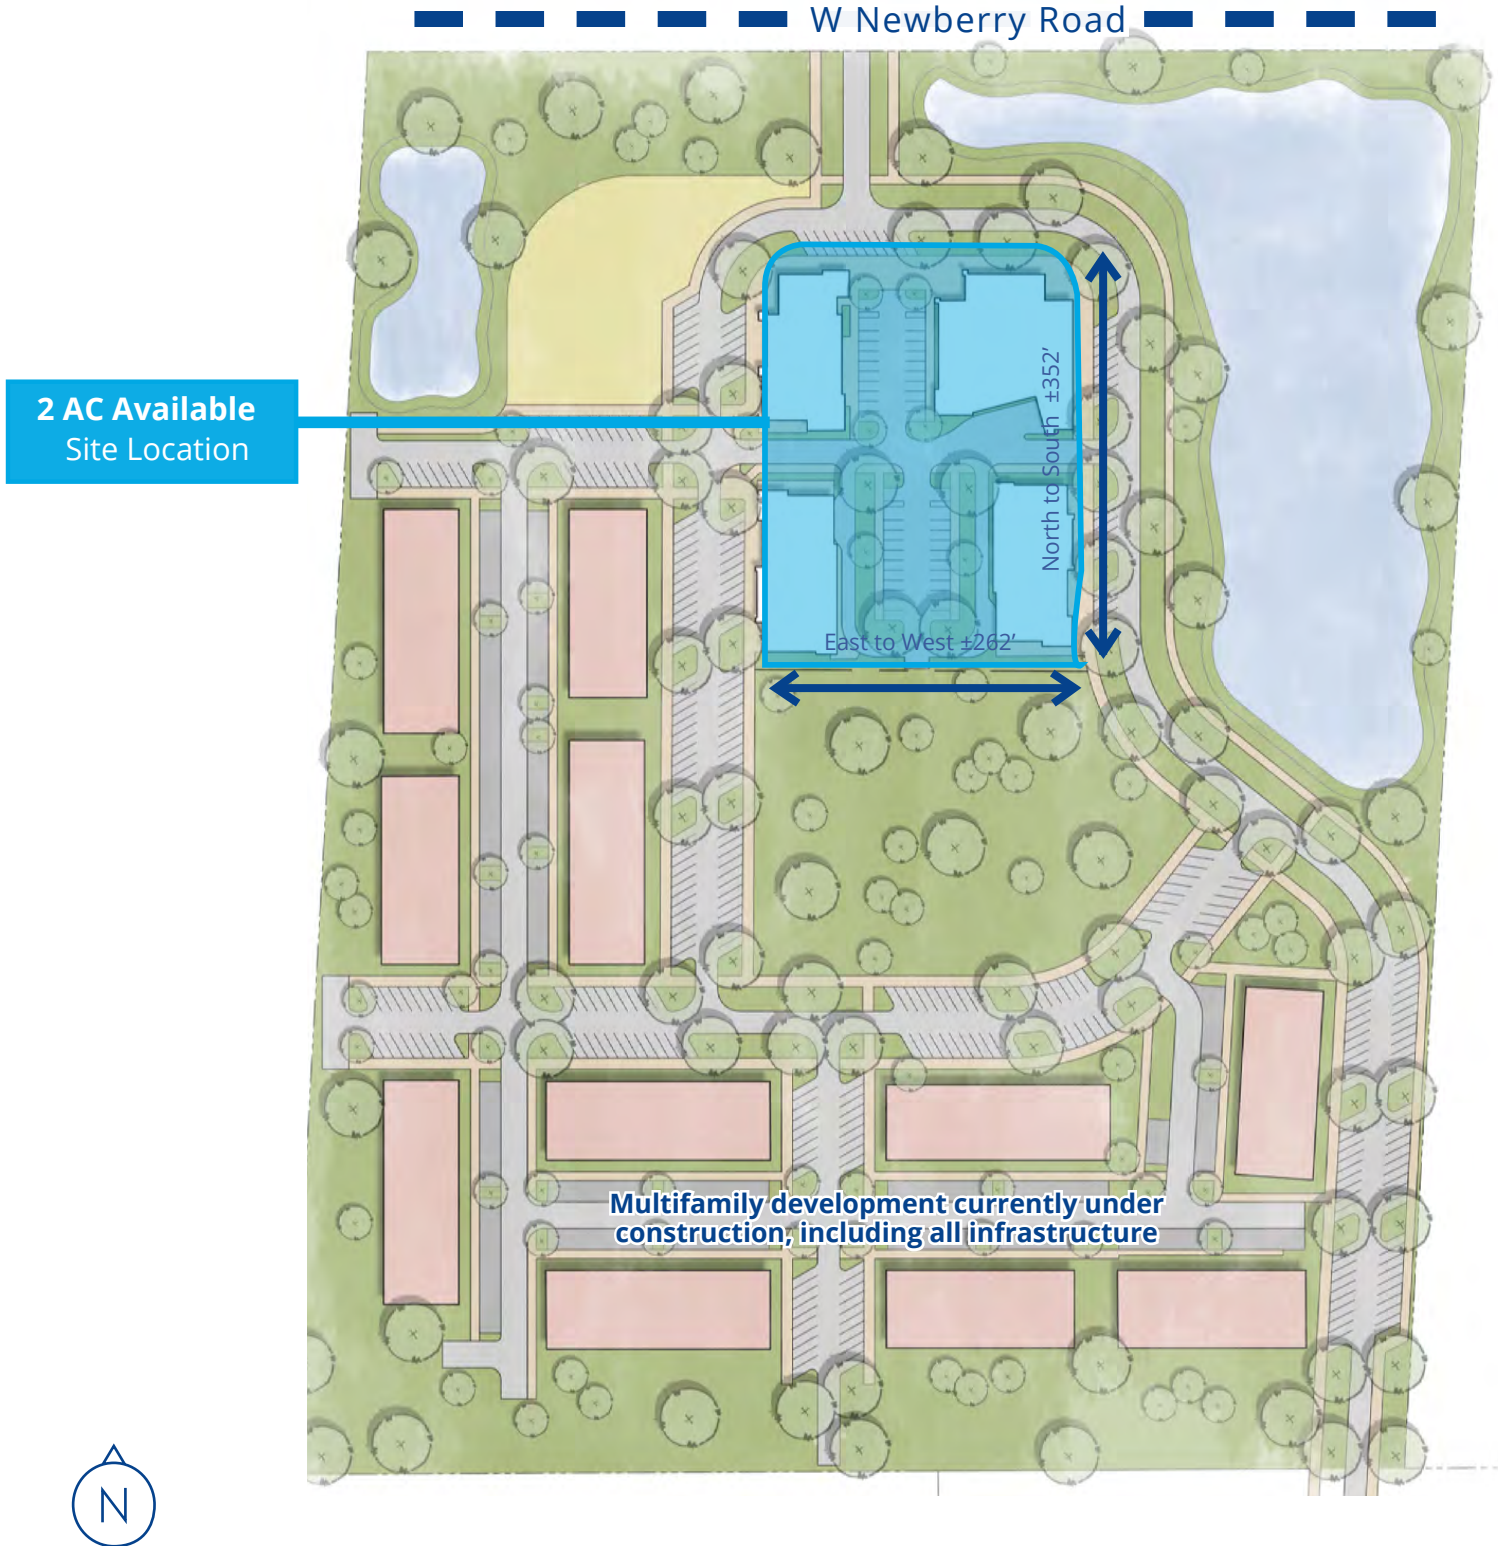 W Newberry Road
2 AC Available
Site Location
North to South ±352’
East to West ±262’
Multifamily development currently under
construction, including all infrastructure
N